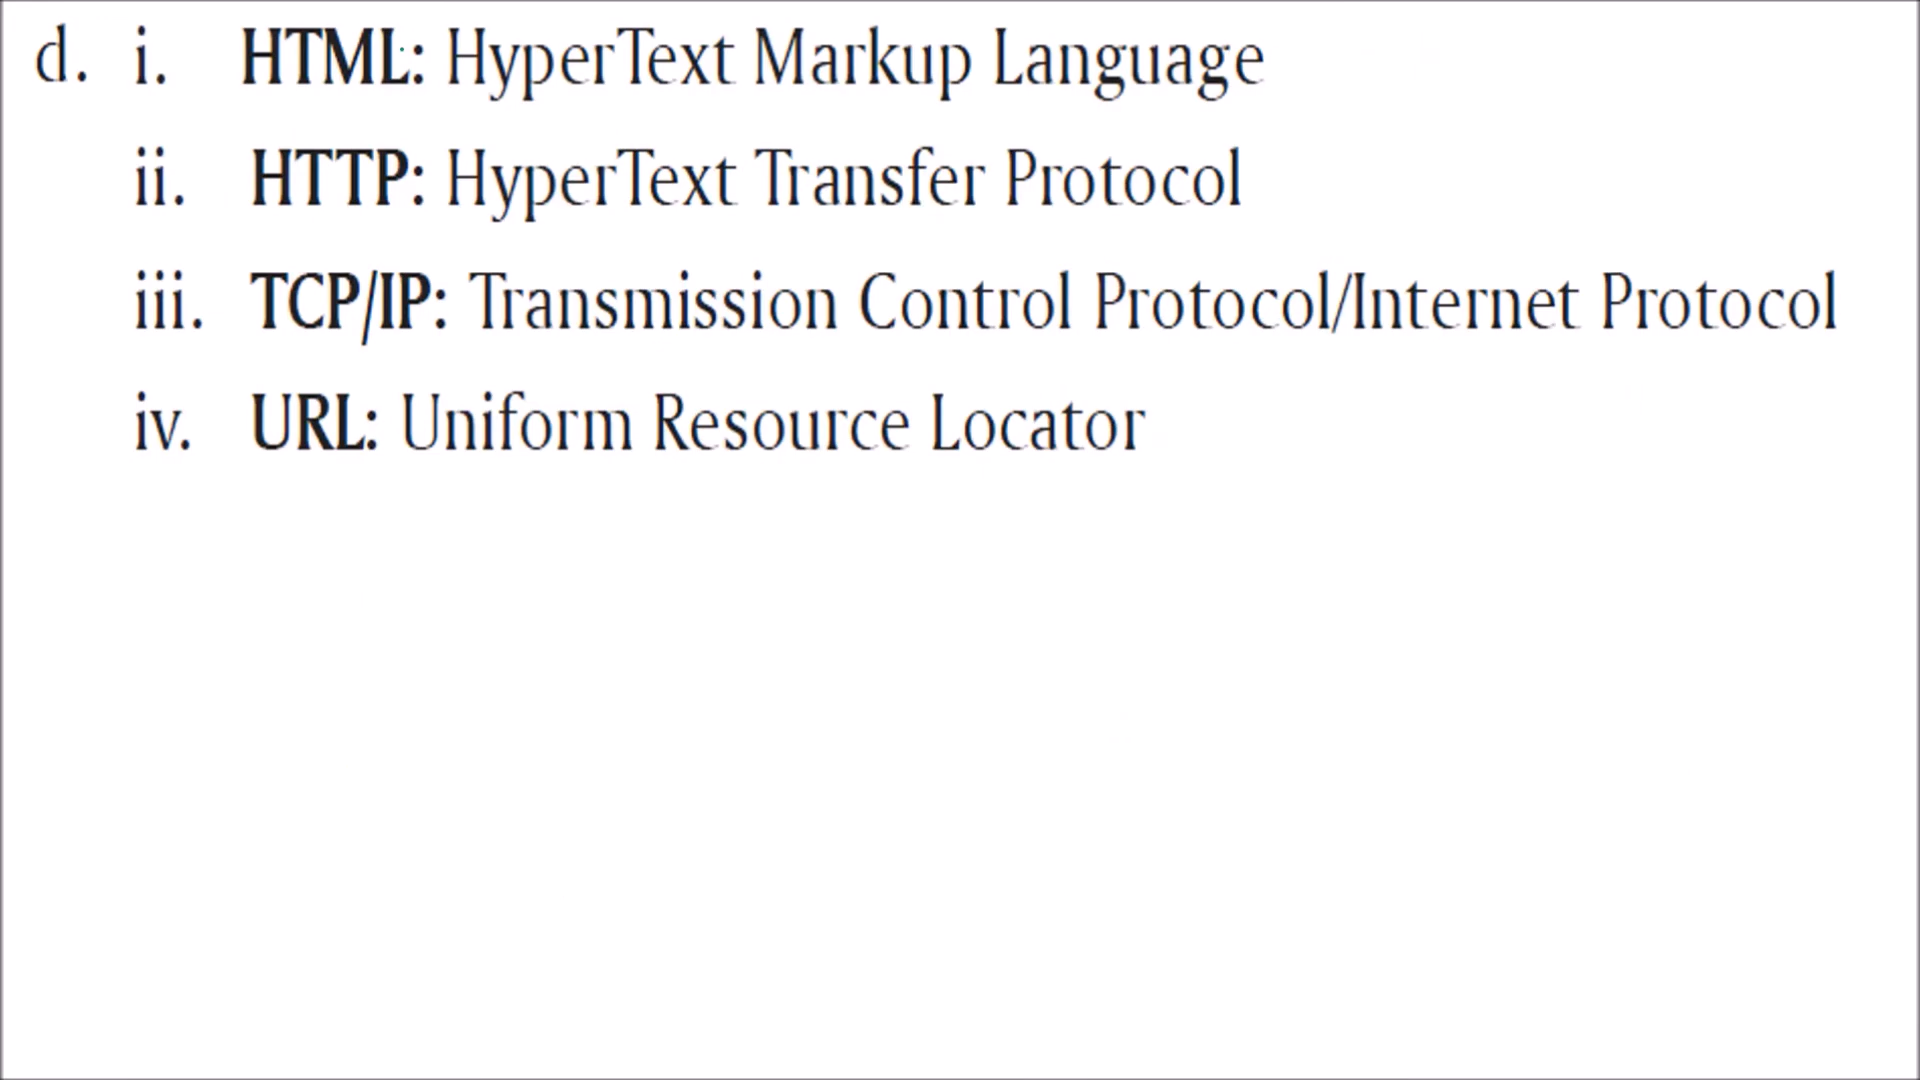 d. i. HTML: HyperText Markup Language
ii. HTTP: HyperText Transfer Protocol
iii. TCP/IP: Transmission Control Protocol/Internet Protocol
iv. URL: Uniform Resource Locator